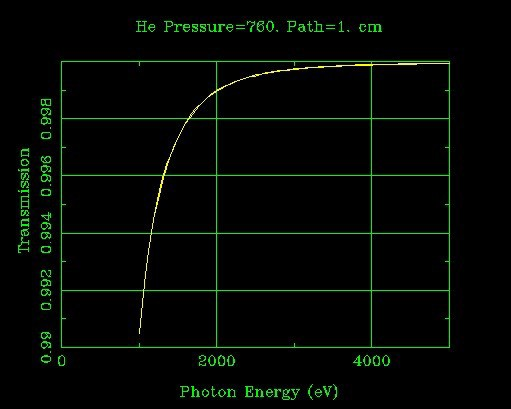 He Pressure=760. Path=1. cm
Transmission
0.998
0.996
0.994
0.992
0.99
0
2000
4000
Photon Energy (eV)